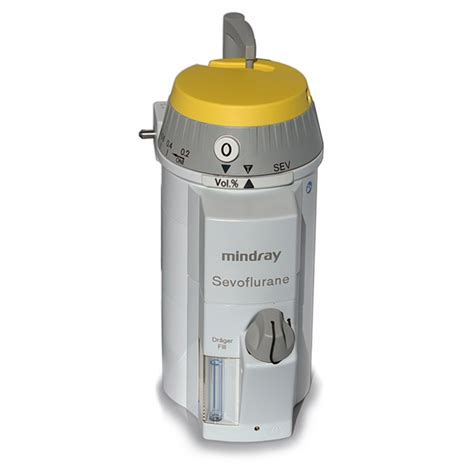 0
0.4 0.2
SEV
Vol.%
mindray
Sevoflurane
Dräger
Fill